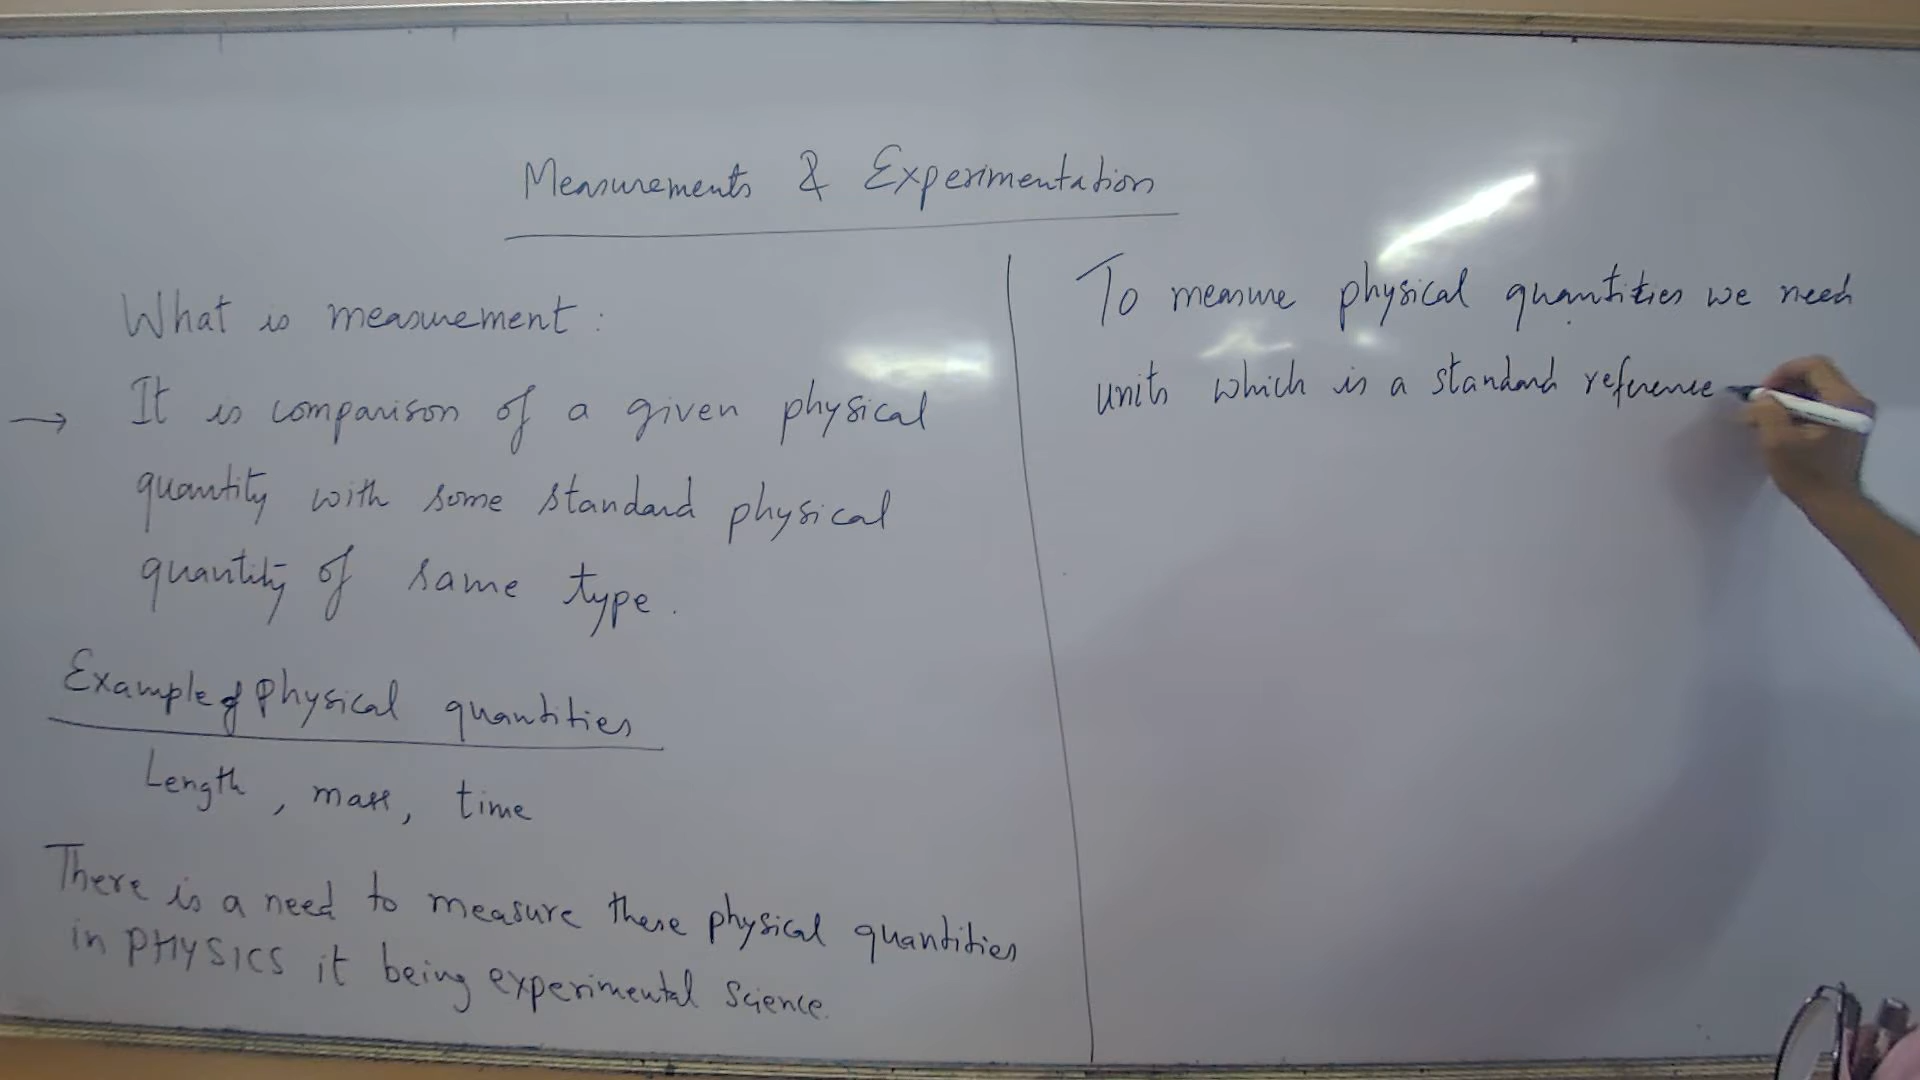 Measurements & Experimentation
What is measurement :
→ It is comparison of a given physical
quantity with some standard physical
quantity of same type.
Example of Physical quantities
Length, mass, time
There is a need to measure these physical quantities
in PHYSICS it being experimental science.
To measure physical quantities we need
units which is a standard reference